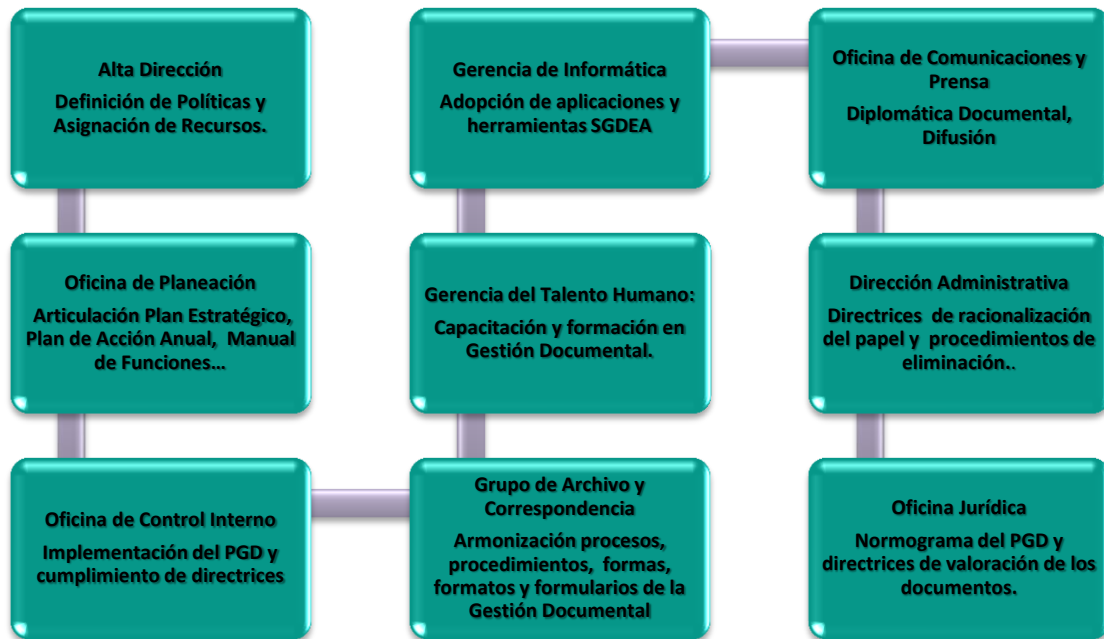 Alta Dirección
Definición de Políticas y
Asignación de Recursos.
Oficina de Planeación
Articulación Plan Estratégico,
Plan de Acción Anual, Manual
de Funciones...
Oficina de Control Interno
Implementación del PGD y
cumplimiento de directrices
Grupo de Archivo y
Correspondencia
Armonización procesos,
procedimientos, formas,
formatos y formularios de la
Gestión Documental
Gerencia del Talento Humano:
Capacitación y formación en
Gestión Documental.
Gerencia de Informática
Adopción de aplicaciones y
herramientas SGDEA
Oficina de Comunicaciones y
Prensa
Diplomática Documental,
Difusión
Dirección Administrativa
Directrices de racionalización
del papel y procedimientos de
eliminación..
Oficina Jurídica
Normograma del PGD y
directrices de valoración de los
documentos.